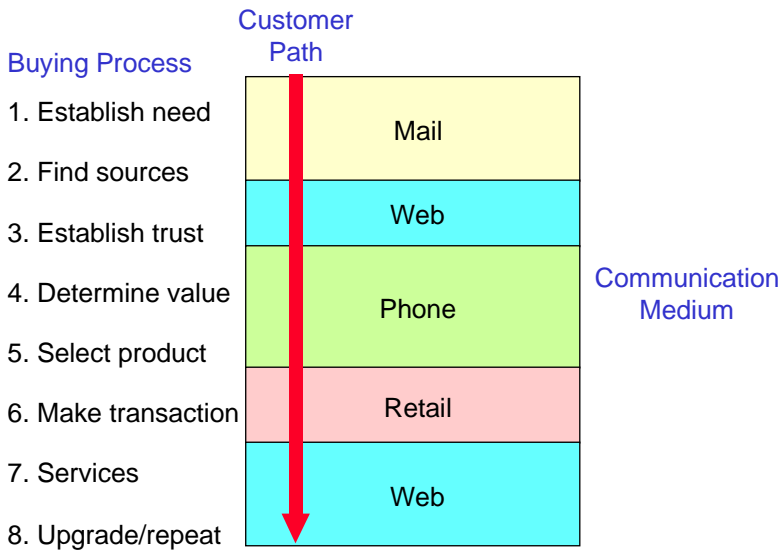 Customer
Path
Buying Process
1. Establish need
2. Find sources
3. Establish trust
4. Determine value
5. Select product
6. Make transaction
7. Services
8. Upgrade/repeat
Mail
Web
Phone
Retail
Web
Communication
Medium